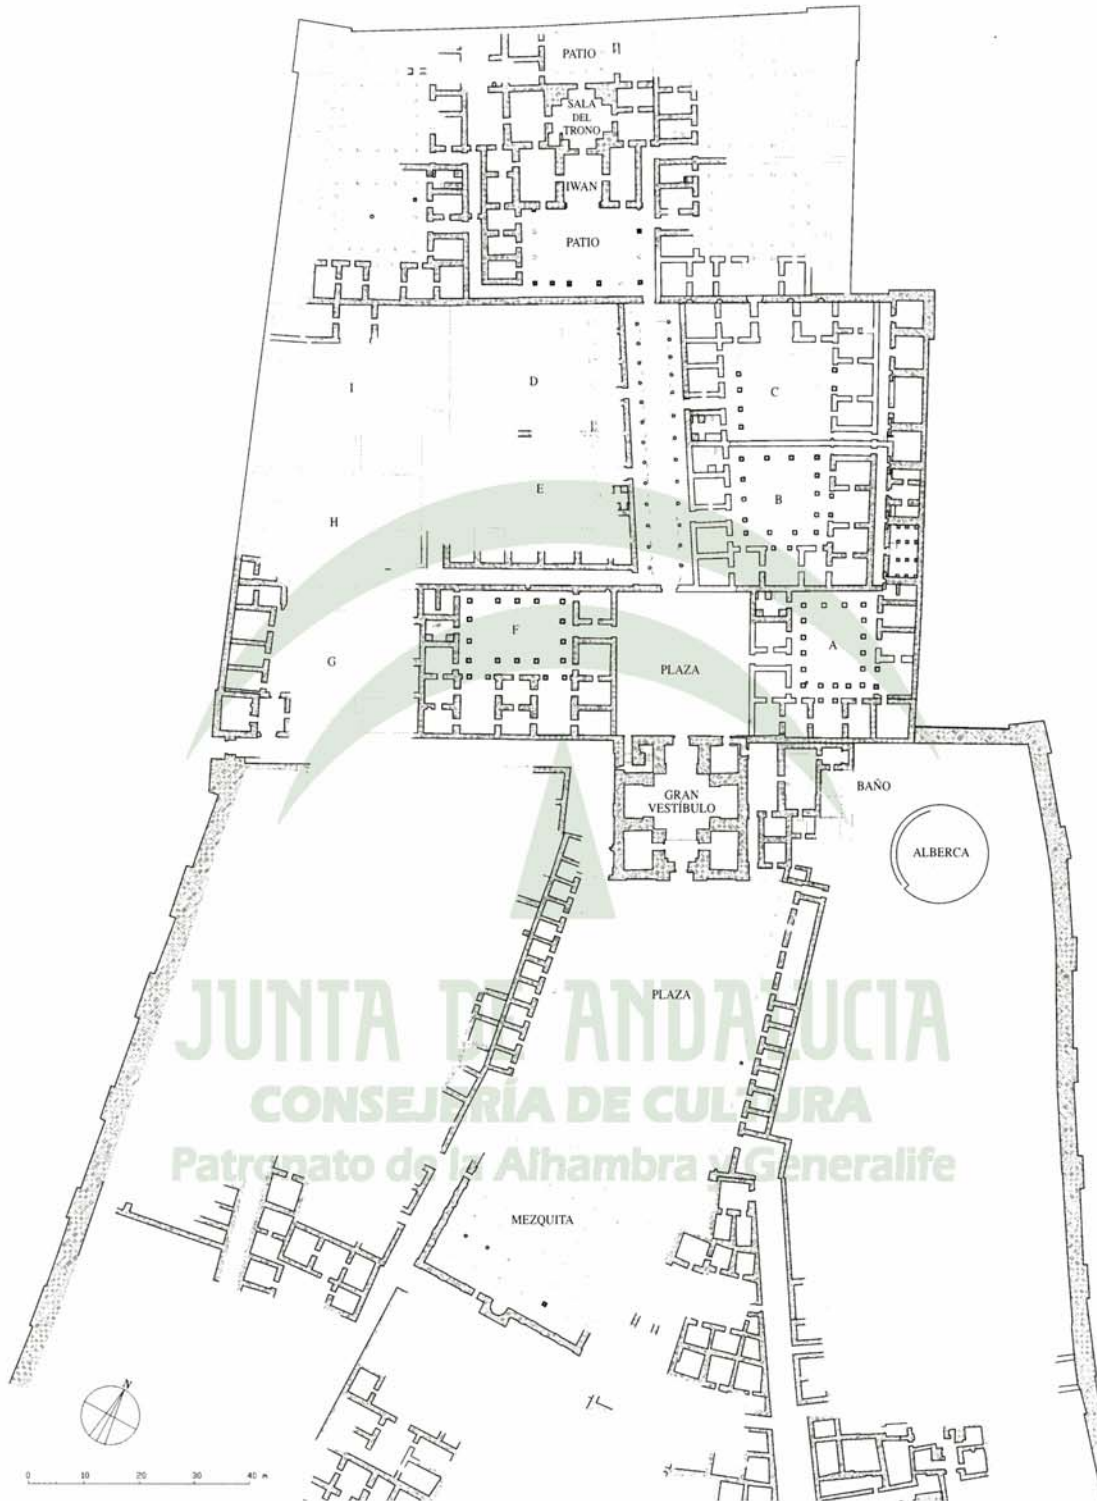 PATIO
SALA
DEL
TRONO
IWAN
PATIO
I
D
C
E
B
H
F
A
G
PLAZA
GRAN
VESTÍBULO
BAÑO
ALBERCA
JUNTA DE ANDALUCIA
PLAZA
CONSEJERÍA DE CULTURA
Patronato de la Alhambra y Generalife
MEZQUITA
N
0 10 20 30 40 m